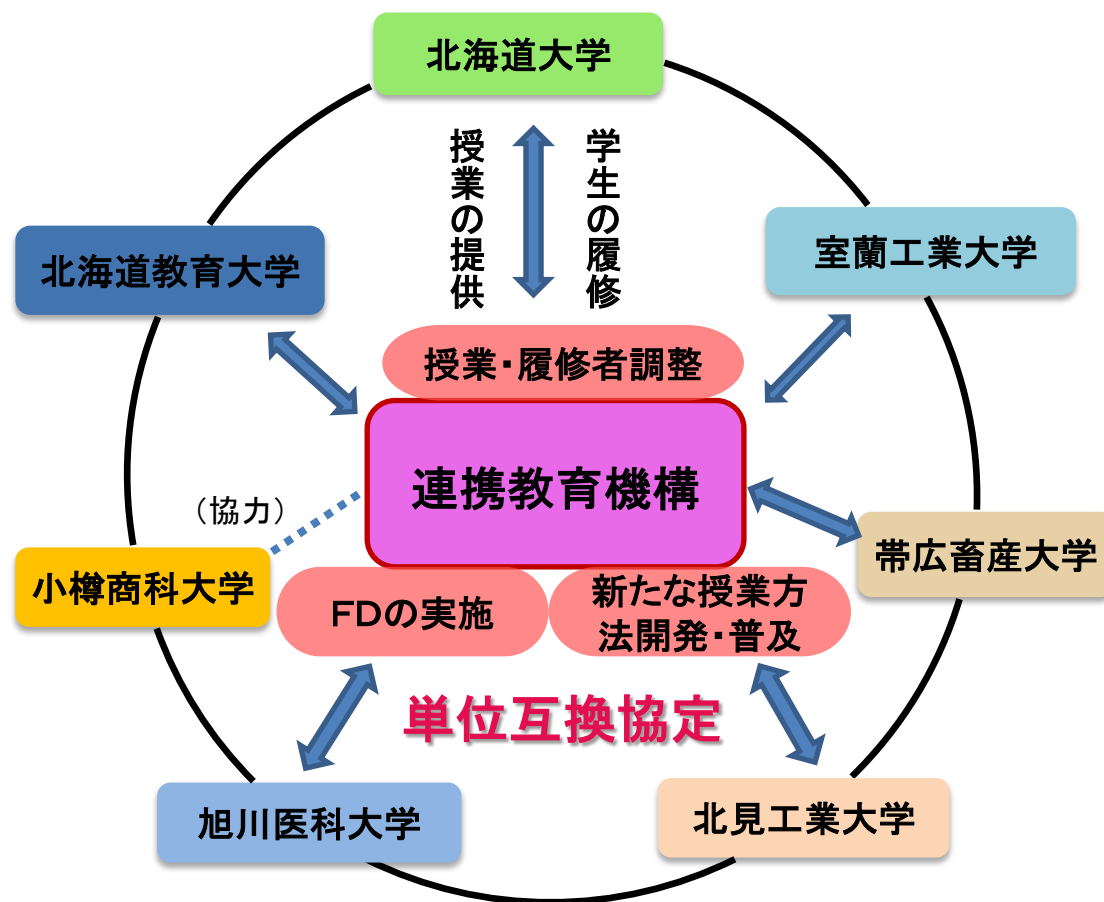 北海道大学
授業の提供
学生の履修
北海道教育大学
室蘭工業大学
授業・履修者調整
連携教育機構
（協力）
小樽商科大学
帯広畜産大学
FDの実施
新たな授業方
法開発・普及
単位互換協定
旭川医科大学
北見工業大学